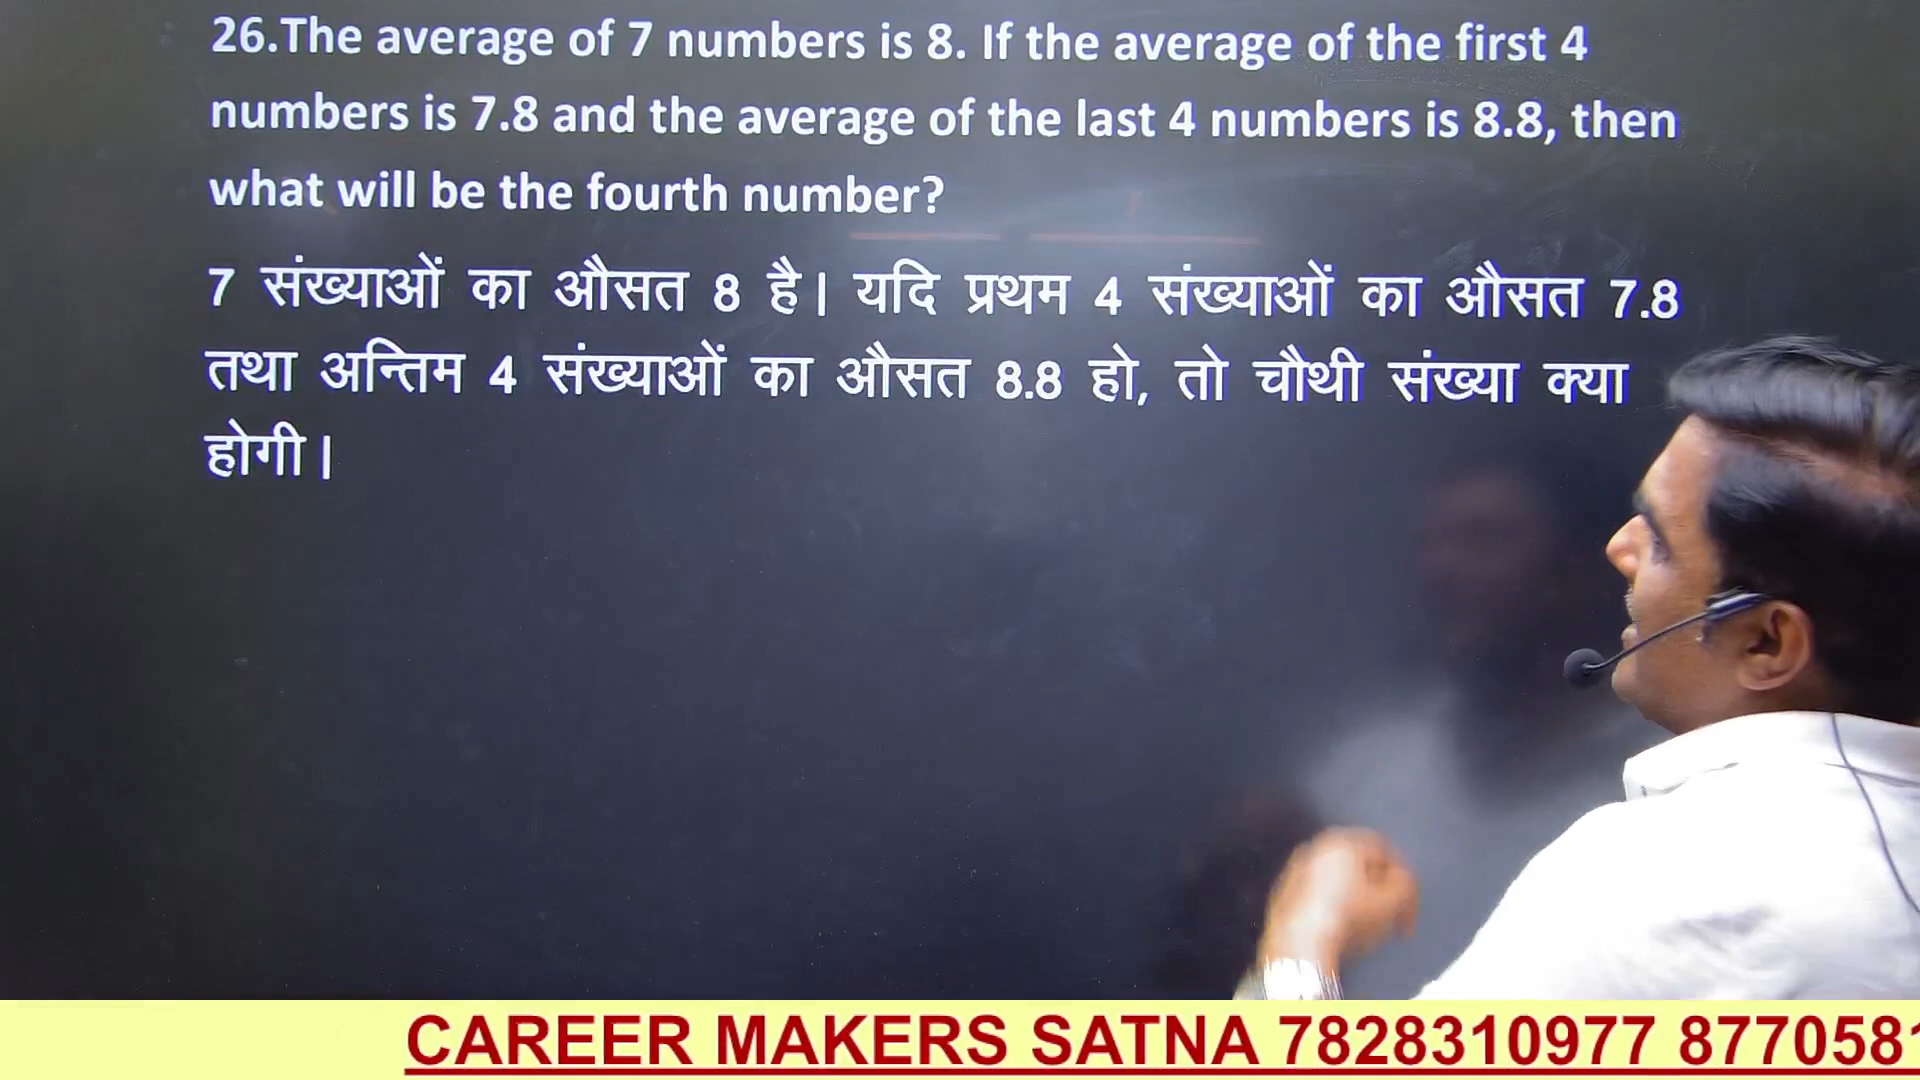 26.The average of 7 numbers is 8. If the average of the first 4
numbers is 7.8 and the average of the last 4 numbers is 8.8, then
what will be the fourth number?
7 संख्याओं का औसत 8 है। यदि प्रथम 4 संख्याओं का औसत 7.8
तथा अन्तिम 4 संख्याओं का औसत 8.8 हो, तो चौथी संख्या क्या
होगी।
CAREER MAKERS SATNA 7828310977 877058